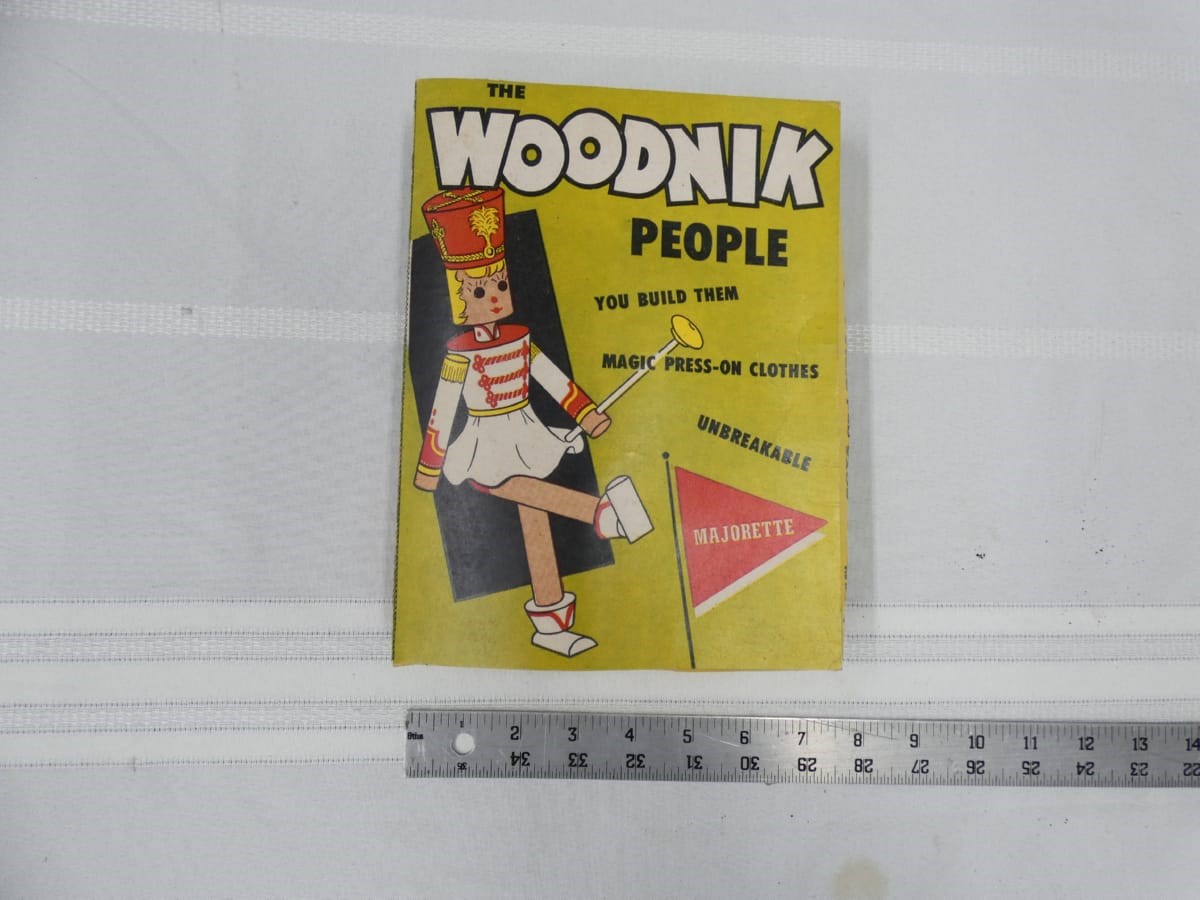 THE
WOODNIK
PEOPLE
YOU BUILD THEM
MAGIC PRESS-ON CLOTHES
UNBREAKABLE
MAJORETTE
1 2 3 4 5 6 7 8 9 10 11 12 13 14
8ths 35 34 33 32 31 30 29 28 27 26 25 24 23 22